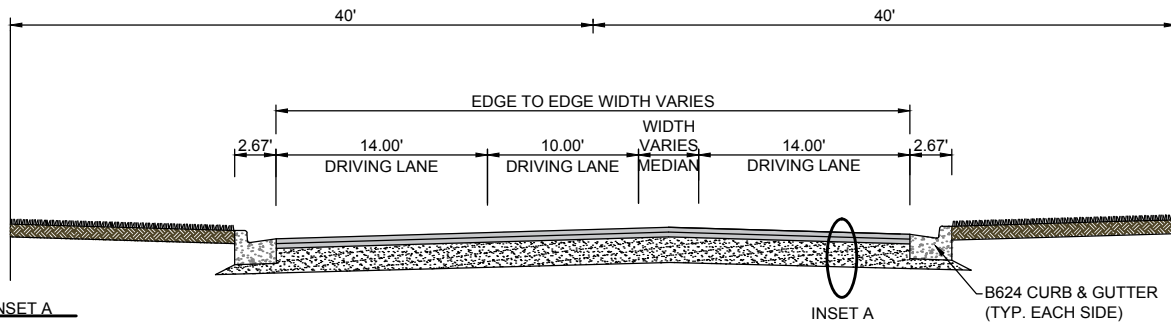 40' 40'
EDGE TO EDGE WIDTH VARIES
2.67' 14.00' 10.00' WIDTH VARIES 14.00' 2.67'
DRIVING LANE DRIVING LANE MEDIAN DRIVING LANE
INSET A
B624 CURB & GUTTER
(TYP. EACH SIDE)
NSET A